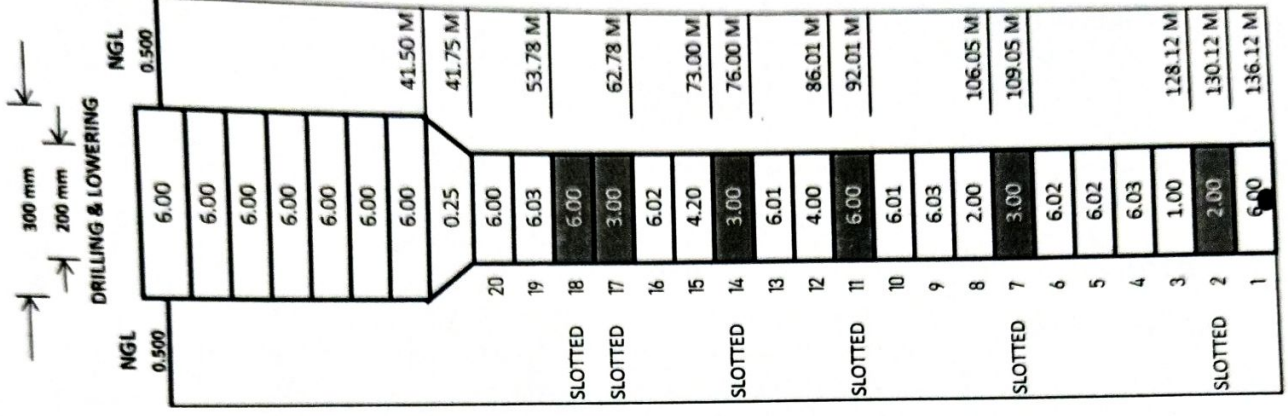 300 mm
200 mm
DRILLING & LOWERING
NGL
0.500
NGL
0.500
6.00
6.00
6.00
6.00
6.00
6.00
6.00
41.50 M
0.25
41.75 M
20 6.00
19 6.03 53.78 M
SLOTTED 18 6.00
SLOTTED 17 3.00 62.78 M
16 6.02
15 4.20 73.00 M
SLOTTED 14 3.00 76.00 M
13 6.01
12 4.00 86.01 M
SLOTTED 11 6.00 92.01 M
10 6.01
9 6.03
8 2.00 106.05 M
SLOTTED 7 3.00 109.05 M
6 6.02
5 6.02
4 6.03
3 1.00 128.12 M
SLOTTED 2 2.00 130.12 M
1 6.00 136.12 M